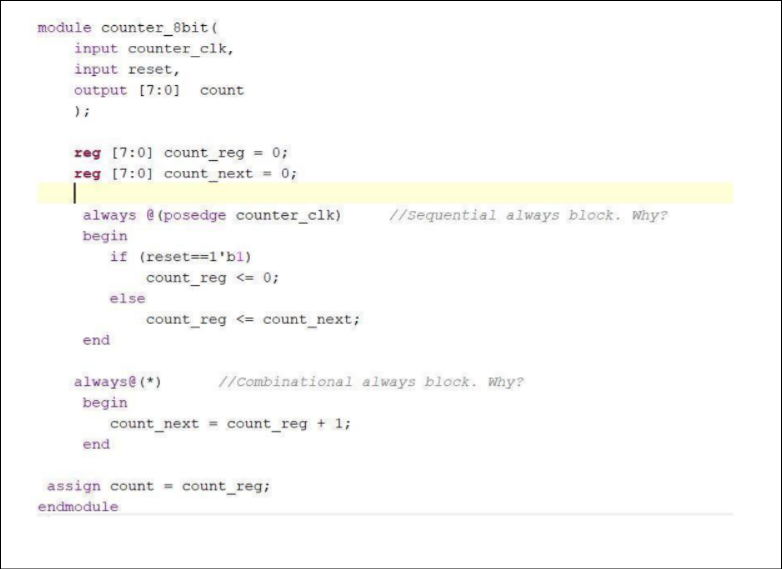 module counter_8bit(
    input counter_clk,
    input reset,
    output [7:0]  count
    );
    reg [7:0] count_reg = 0;
    reg [7:0] count_next = 0;
     always @(posedge counter_clk)     //Sequential always block. Why?
     begin
        if (reset==1'b1)
            count_reg <= 0;
        else
            count_reg <= count_next;
     end
    always@(*)      //Combinational always block. Why?
     begin
        count_next = count_reg + 1;
     end
 assign count = count_reg;
endmodule